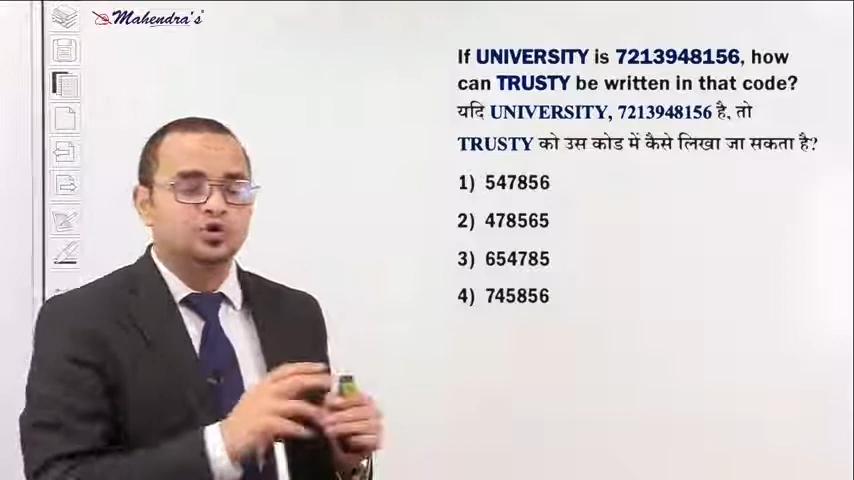 Mahendra's
If UNIVERSITY is 7213948156, how
can TRUSTY be written in that code?
यदि UNIVERSITY, 7213948156 है, तो
TRUSTY को उस कोड में कैसे लिखा जा सकता है?
1) 547856
2) 478565
3) 654785
4) 745856